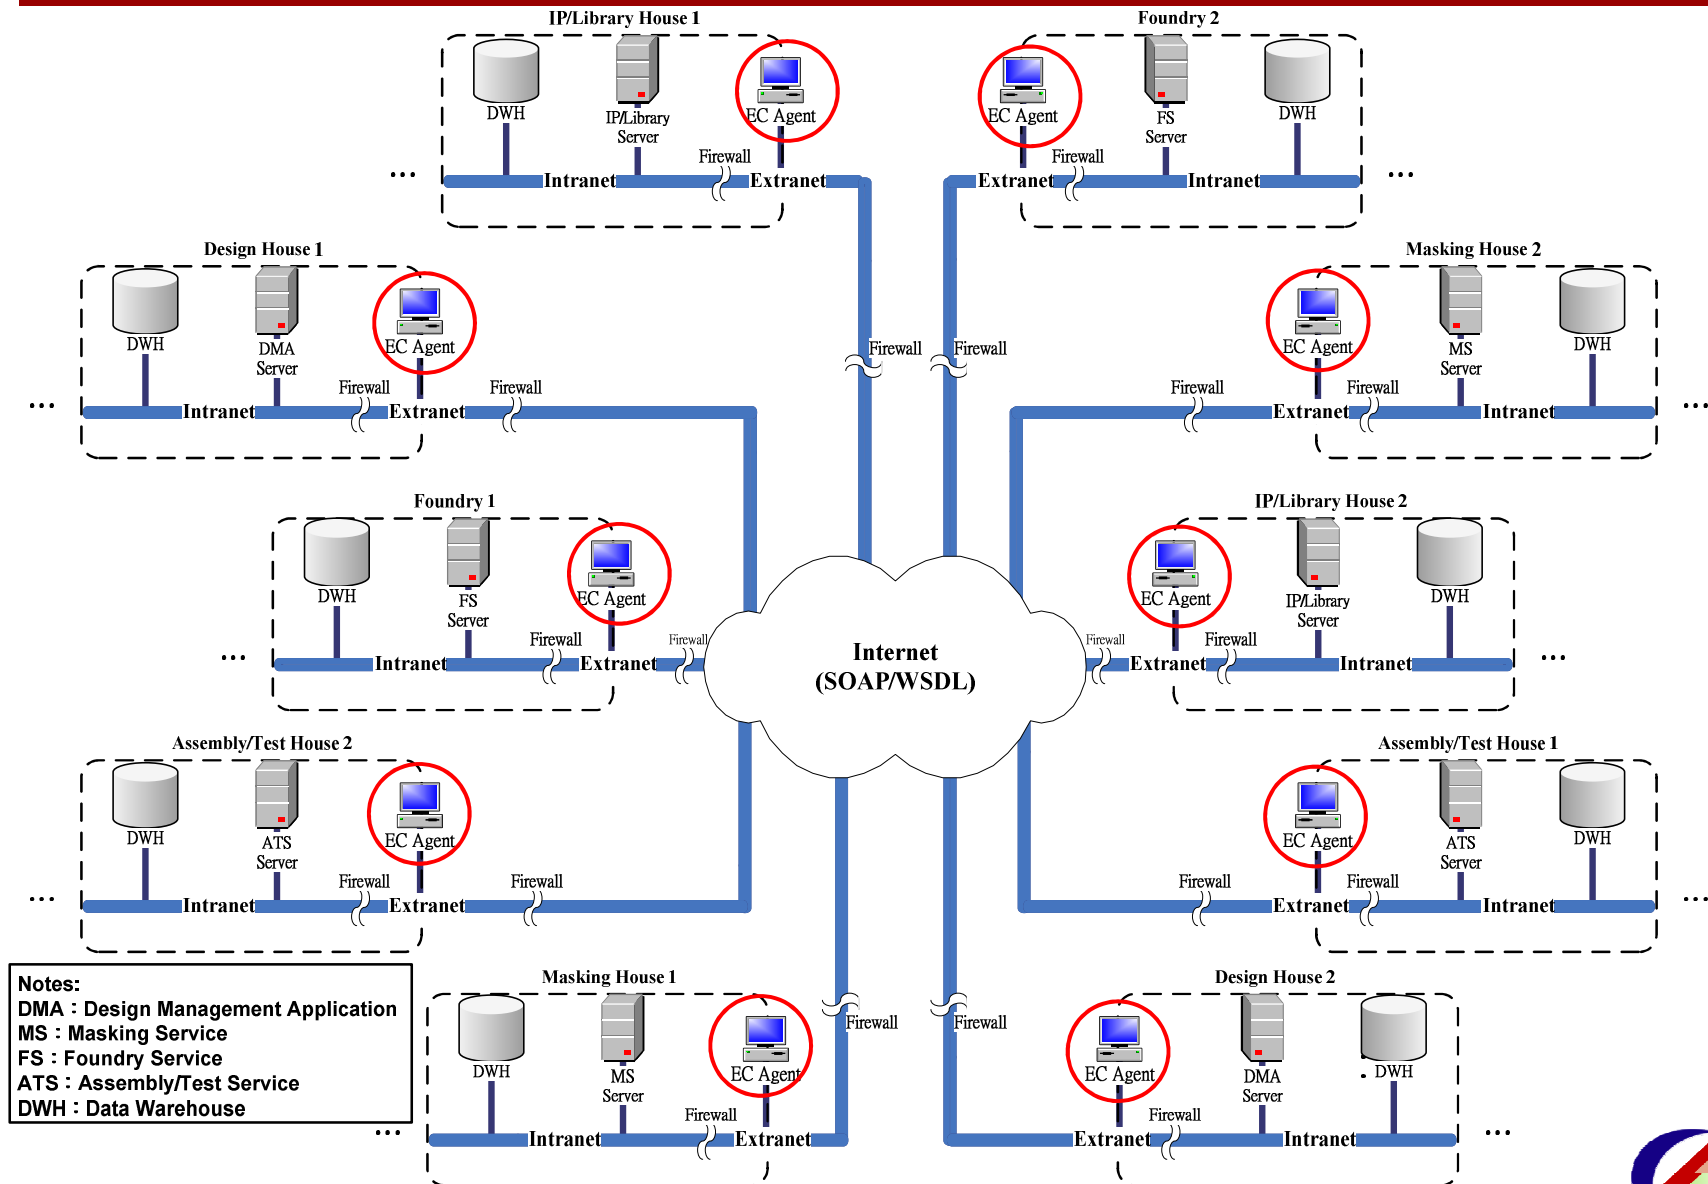 IP/Library House 1
DWH
IP/Library
Server
EC Agent
Firewall
...
Intranet
Extranet
Foundry 2
EC Agent
FS
Server
DWH
Firewall
Extranet
Intranet
...
Design House 1
DWH
DMA
Server
EC Agent
Firewall
Firewall
...
Intranet
Extranet
Firewall
Firewall
Masking House 2
EC Agent
MS
Server
DWH
Firewall
Firewall
Extranet
Intranet
...
Foundry 1
DWH
FS
Server
EC Agent
Firewall
Firewall
...
Intranet
Extranet
Internet
(SOAP/WSDL)
IP/Library House 2
EC Agent
IP/Library
Server
DWH
Firewall
Firewall
Extranet
Intranet
...
Assembly/Test House 2
DWH
ATS
Server
EC Agent
Firewall
Firewall
...
Intranet
Extranet
Assembly/Test House 1
EC Agent
ATS
Server
DWH
Firewall
Firewall
Extranet
Intranet
...
Notes:
DMA : Design Management Application
MS : Masking Service
FS : Foundry Service
ATS : Assembly/Test Service
DWH : Data Warehouse
Masking House 1
DWH
MS
Server
EC Agent
Firewall
Firewall
...
Intranet
Extranet
Design House 2
Firewall
EC Agent
DMA
Server
DWH
Firewall
Extranet
Intranet
...